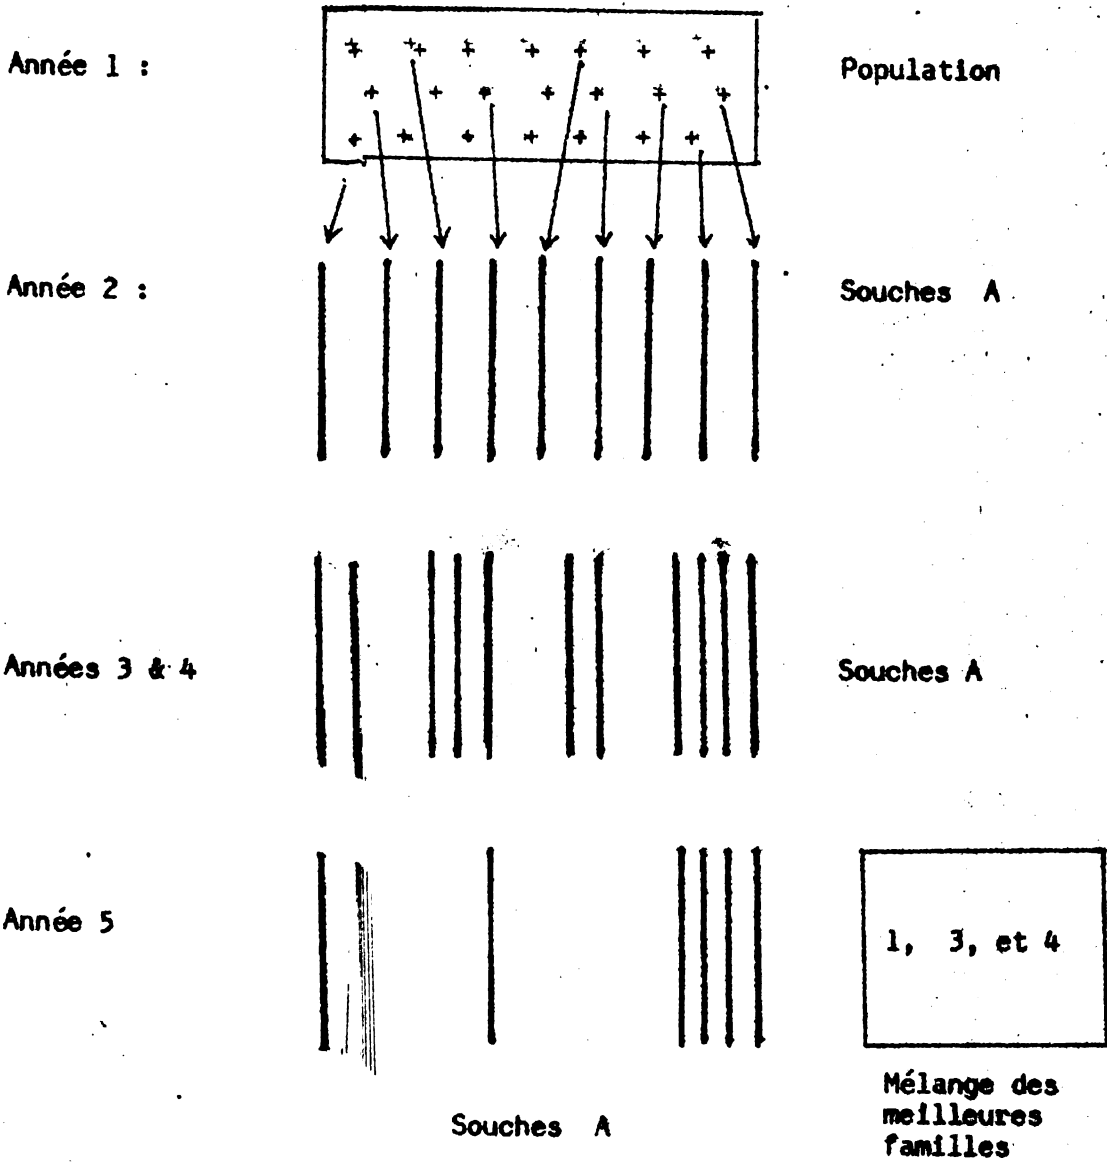 Année 1 :
Population
Année 2 :
Souches A
Années 3 & 4
Souches A
Année 5
1, 3, et 4
Mélange des
meilleures
familles
Souches A